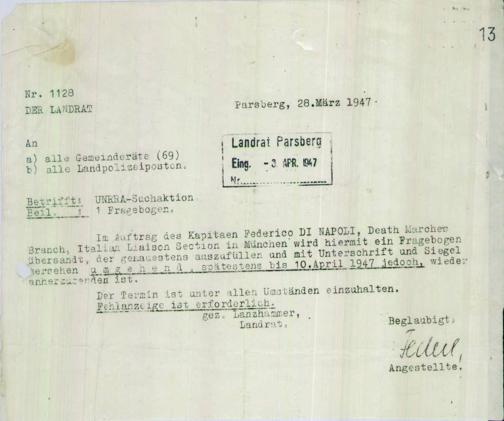 13
Nr. 1128
DER LANDRAT
Parsberg, 28.März 1947.
An
a) alle Gemeinderäte (69)
b) alle Landpolizeiposten.
Landrat Parsberg
Eing. - 3. APR. 1947
Nr.
Betrifft: UNRRA-Suchaktion
Beil. : 1 Fragebogen.
Im Auftrag des Kapitaen Federico DI NAPOLI, Death Marches
Branch, Italian Liaison Section in München wird hiermit ein Fragebogen
übersandt, der genauestens auszufüllen und mit Unterschrift und Siegel
versehen umgehend, spätestens bis 10.April 1947 jedoch, wieder
anherzusenden ist.
Der Termin ist unter allen Umständen einzuhalten.
Fehlanzeige ist erforderlich.
gez. Lanzhammer,
Landrat.
Beglaubigt:
Angestellte.